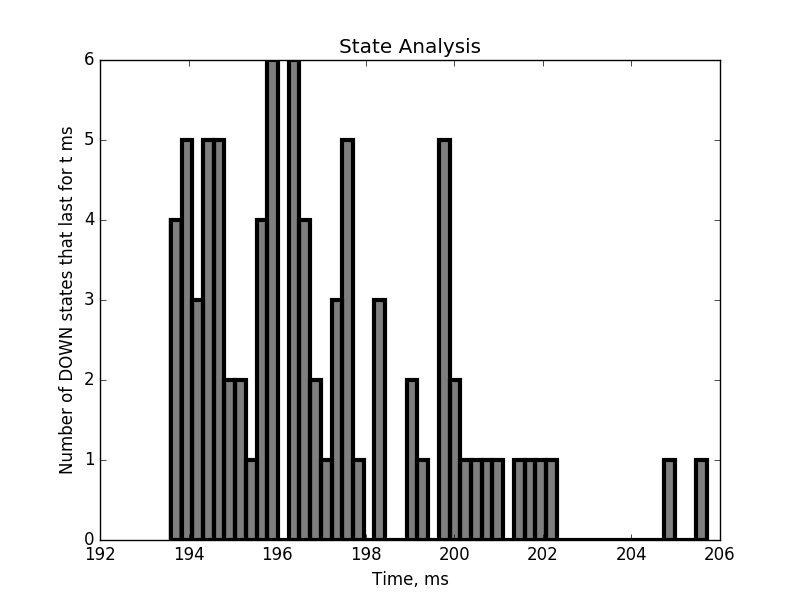 State Analysis
6
5
4
3
2
1
0
Number of DOWN states that last for t ms
192 194 196 198 200 202 204 206
Time, ms